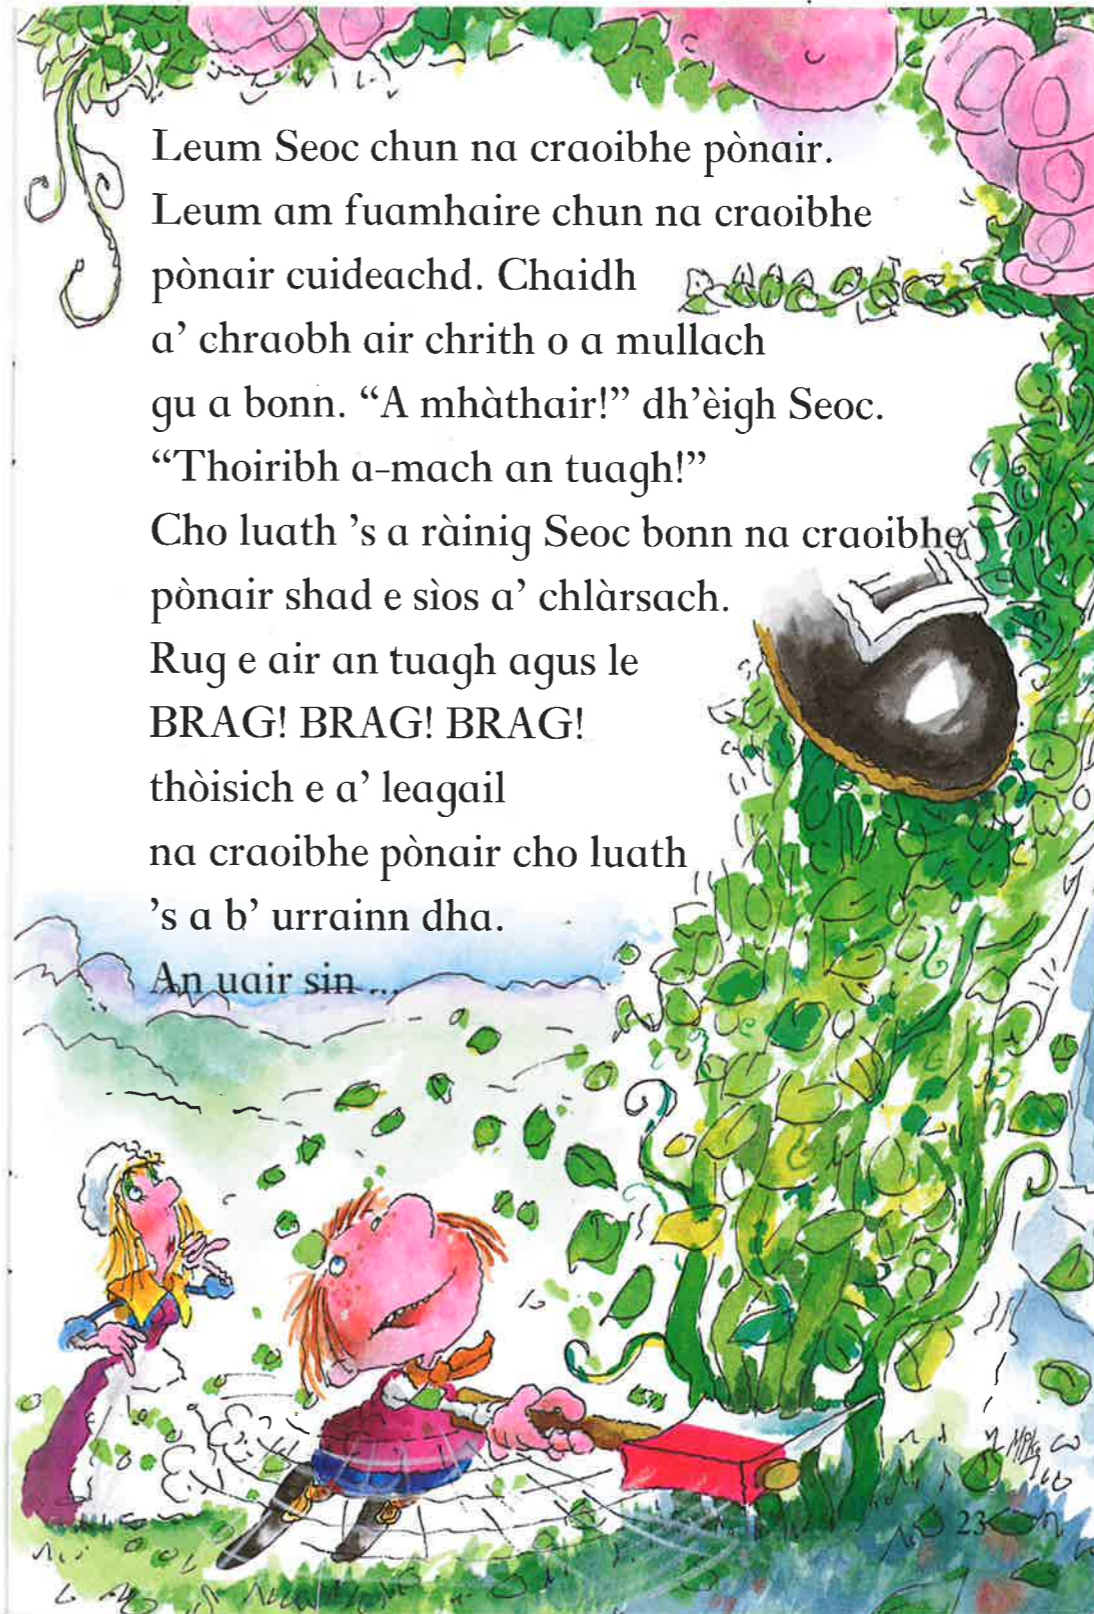 Leum Seoc chun na craoibhe pònair.
Leum am fuamhaire chun na craoibhe
pònair cuideachd. Chaidh
a’ chraobh air chrith o a mullach
gu a bonn. “A mhàthair!” dh’èigh Seoc.
“Thoiribh a-mach an tuagh!”
Cho luath ’s a ràinig Seoc bonn na craoibhe
pònair shad e sìos a’ chlàrsach.
Rug e air an tuagh agus le
BRAG! BRAG! BRAG!
thòisich e a’ leagail
na craoibhe pònair cho luath
’s a b’ urrainn dha.
An uair sin ...
23